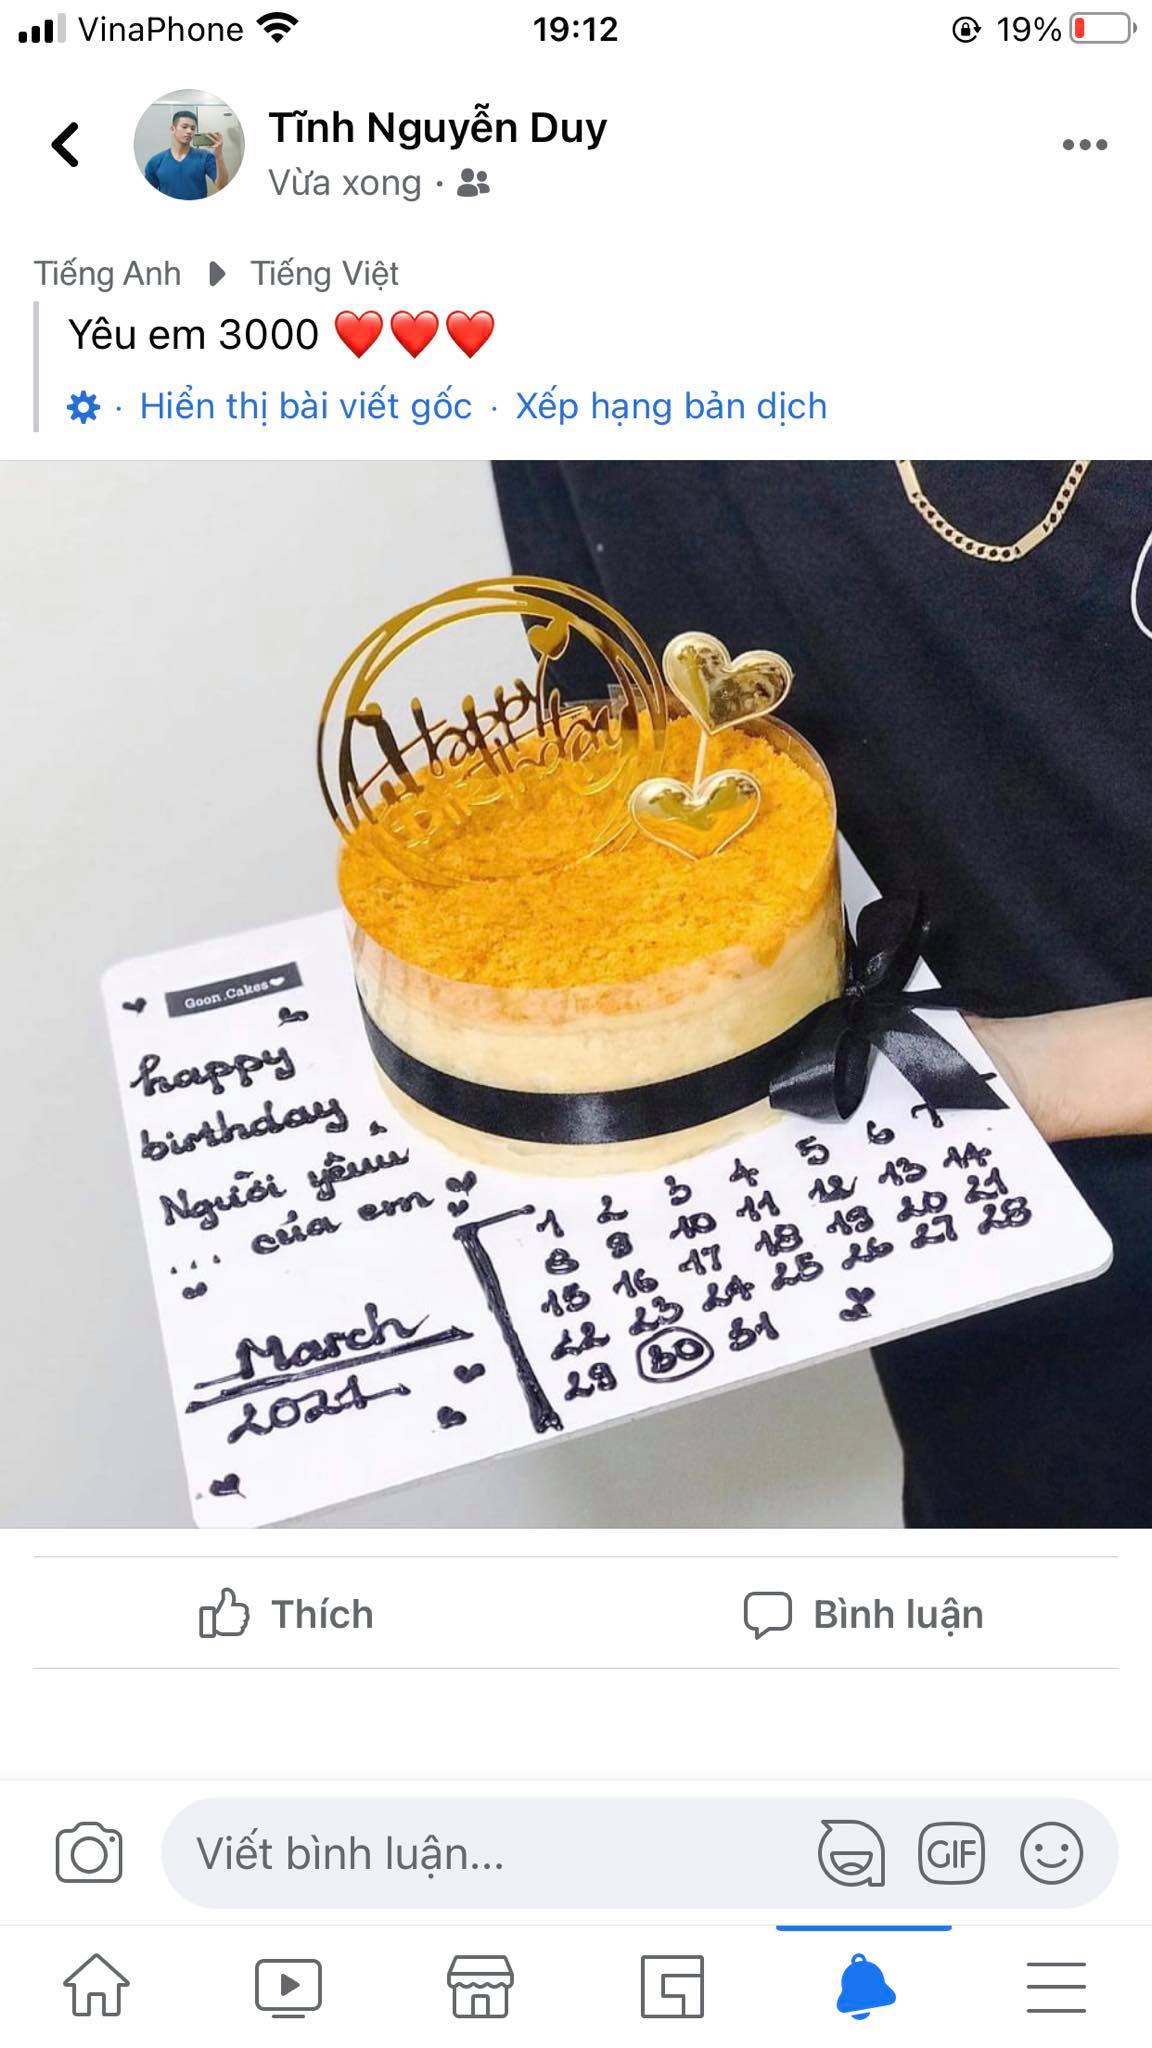 VinaPhone 19:12 19%
Tĩnh Nguyễn Duy
Vừa xong ·
Tiếng Anh Tiếng Việt
Yêu em 3000 ❤️❤️❤️
· Hiển thị bài viết gốc · Xếp hạng bản dịch
Happy
Birthday
Goon.Cakes
happy
birthday
Người yêuuu
... của em
March
2021
1 2 3 4 5 6 7
8 9 10 11 12 13 14
15 16 17 18 19 20 21
22 23 24 25 26 27 28
29 30 31
Thích
Bình luận
Viết bình luận...
GIF